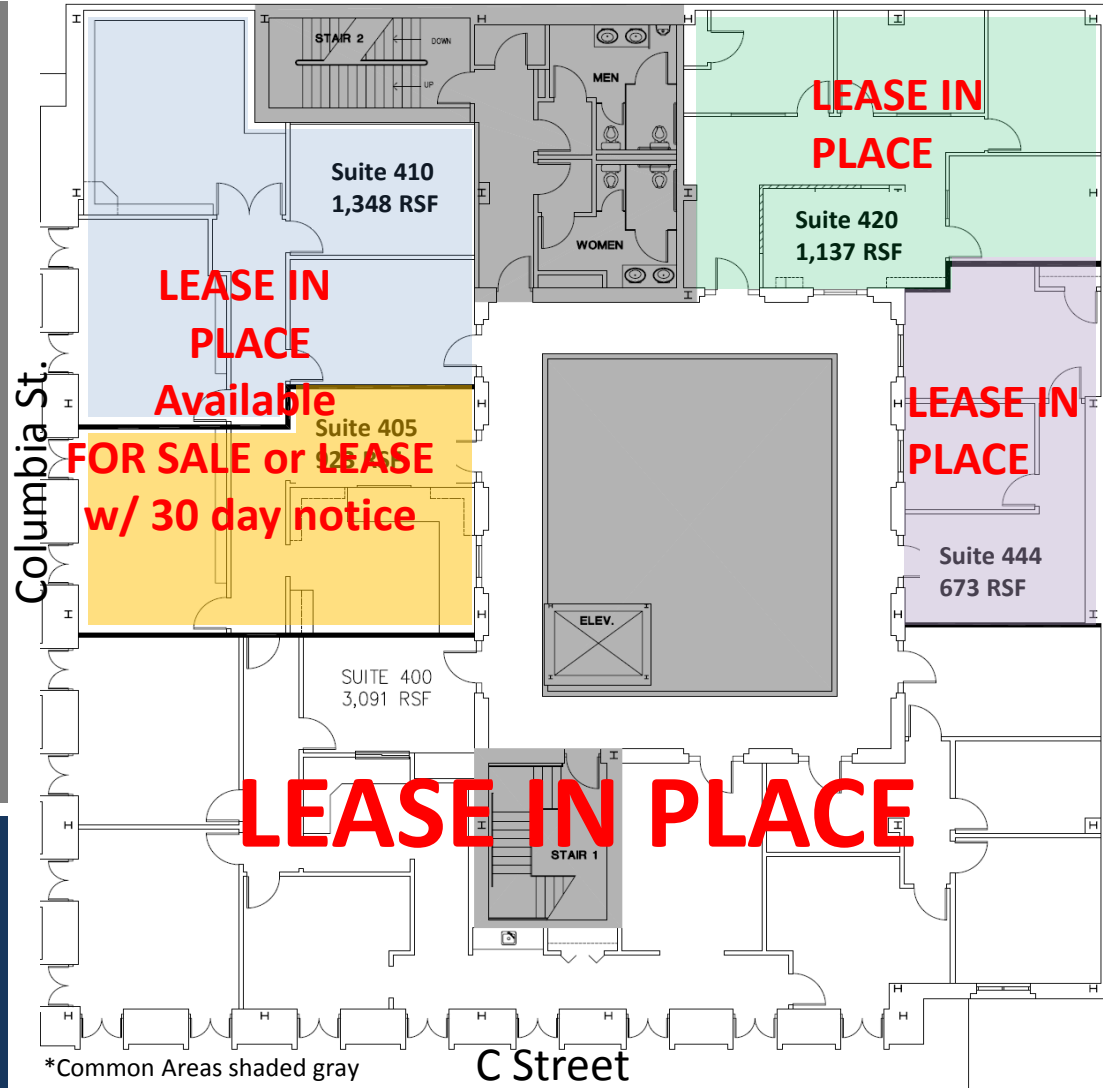 STAIR 2
DOWN
UP
MEN
WOMEN
Suite 410
1,348 RSF
LEASE IN
PLACE
Available
LEASE IN
PLACE
Suite 420
1,137 RSF
Suite 405
RSF
FOR SALE or LEASE
w/ 30 day notice
LEASE IN
PLACE
Suite 444
673 RSF
Columbia St.
ELEV.
SUITE 400
3,091 RSF
LEASE IN PLACE
STAIR 1
*Common Areas shaded gray
C Street